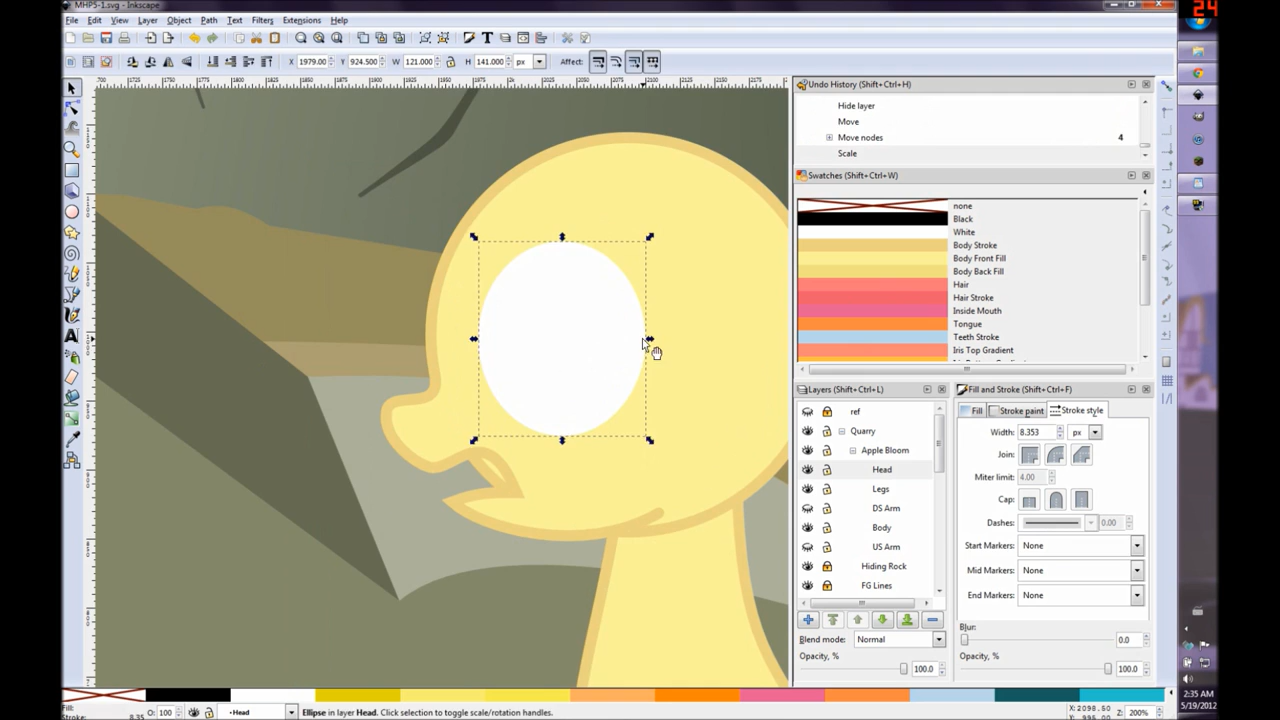 MHPS-1.svg - Inkscape
24
File Edit View Layer Object Path Text Filters Extensions Help
X 1979.00 Y 924.500 W 121.000 H 141.000 px Affect:
Undo History (Shift+Ctrl+H)
Hide layer
Move
Move nodes 4
Scale
Swatches (Shift+Ctrl+W)
none
Black
White
Body Stroke
Body Front Fill
Body Back Fill
Hair
Hair Stroke
Inside Mouth
Tongue
Teeth Stroke
Iris Top Gradient
Layers (Shift+Ctrl+L)
ref
Quarry
Apple Bloom
Head
Legs
DS Arm
Body
US Arm
Hiding Rock
FG Lines
Blend mode: Normal
Opacity, % 100.0
Fill and Stroke (Shift+Ctrl+F)
Fill Stroke paint Stroke style
Width: 8.353 px
Join:
Miter limit: 4.00
Cap:
Dashes: 0.00
Start Markers: None
Mid Markers: None
End Markers: None
Blur:
0.0
Opacity, %
100.0
Fill:
Stroke: 8.35
O: 100
Head
Ellipse in layer Head. Click selection to toggle scale/rotation handles.
X: 2098.50
Y: 996.00
Z: 200%
2:35 AM
5/19/2012